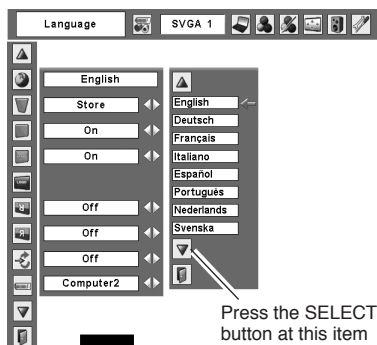 Language
SVGA 1
English
Store
On
On
LOGO
Off
Off
Off
Computer2
English
Deutsch
Français
Italiano
Español
Português
Nederlands
Svenska
Press the SELECT
button at this item